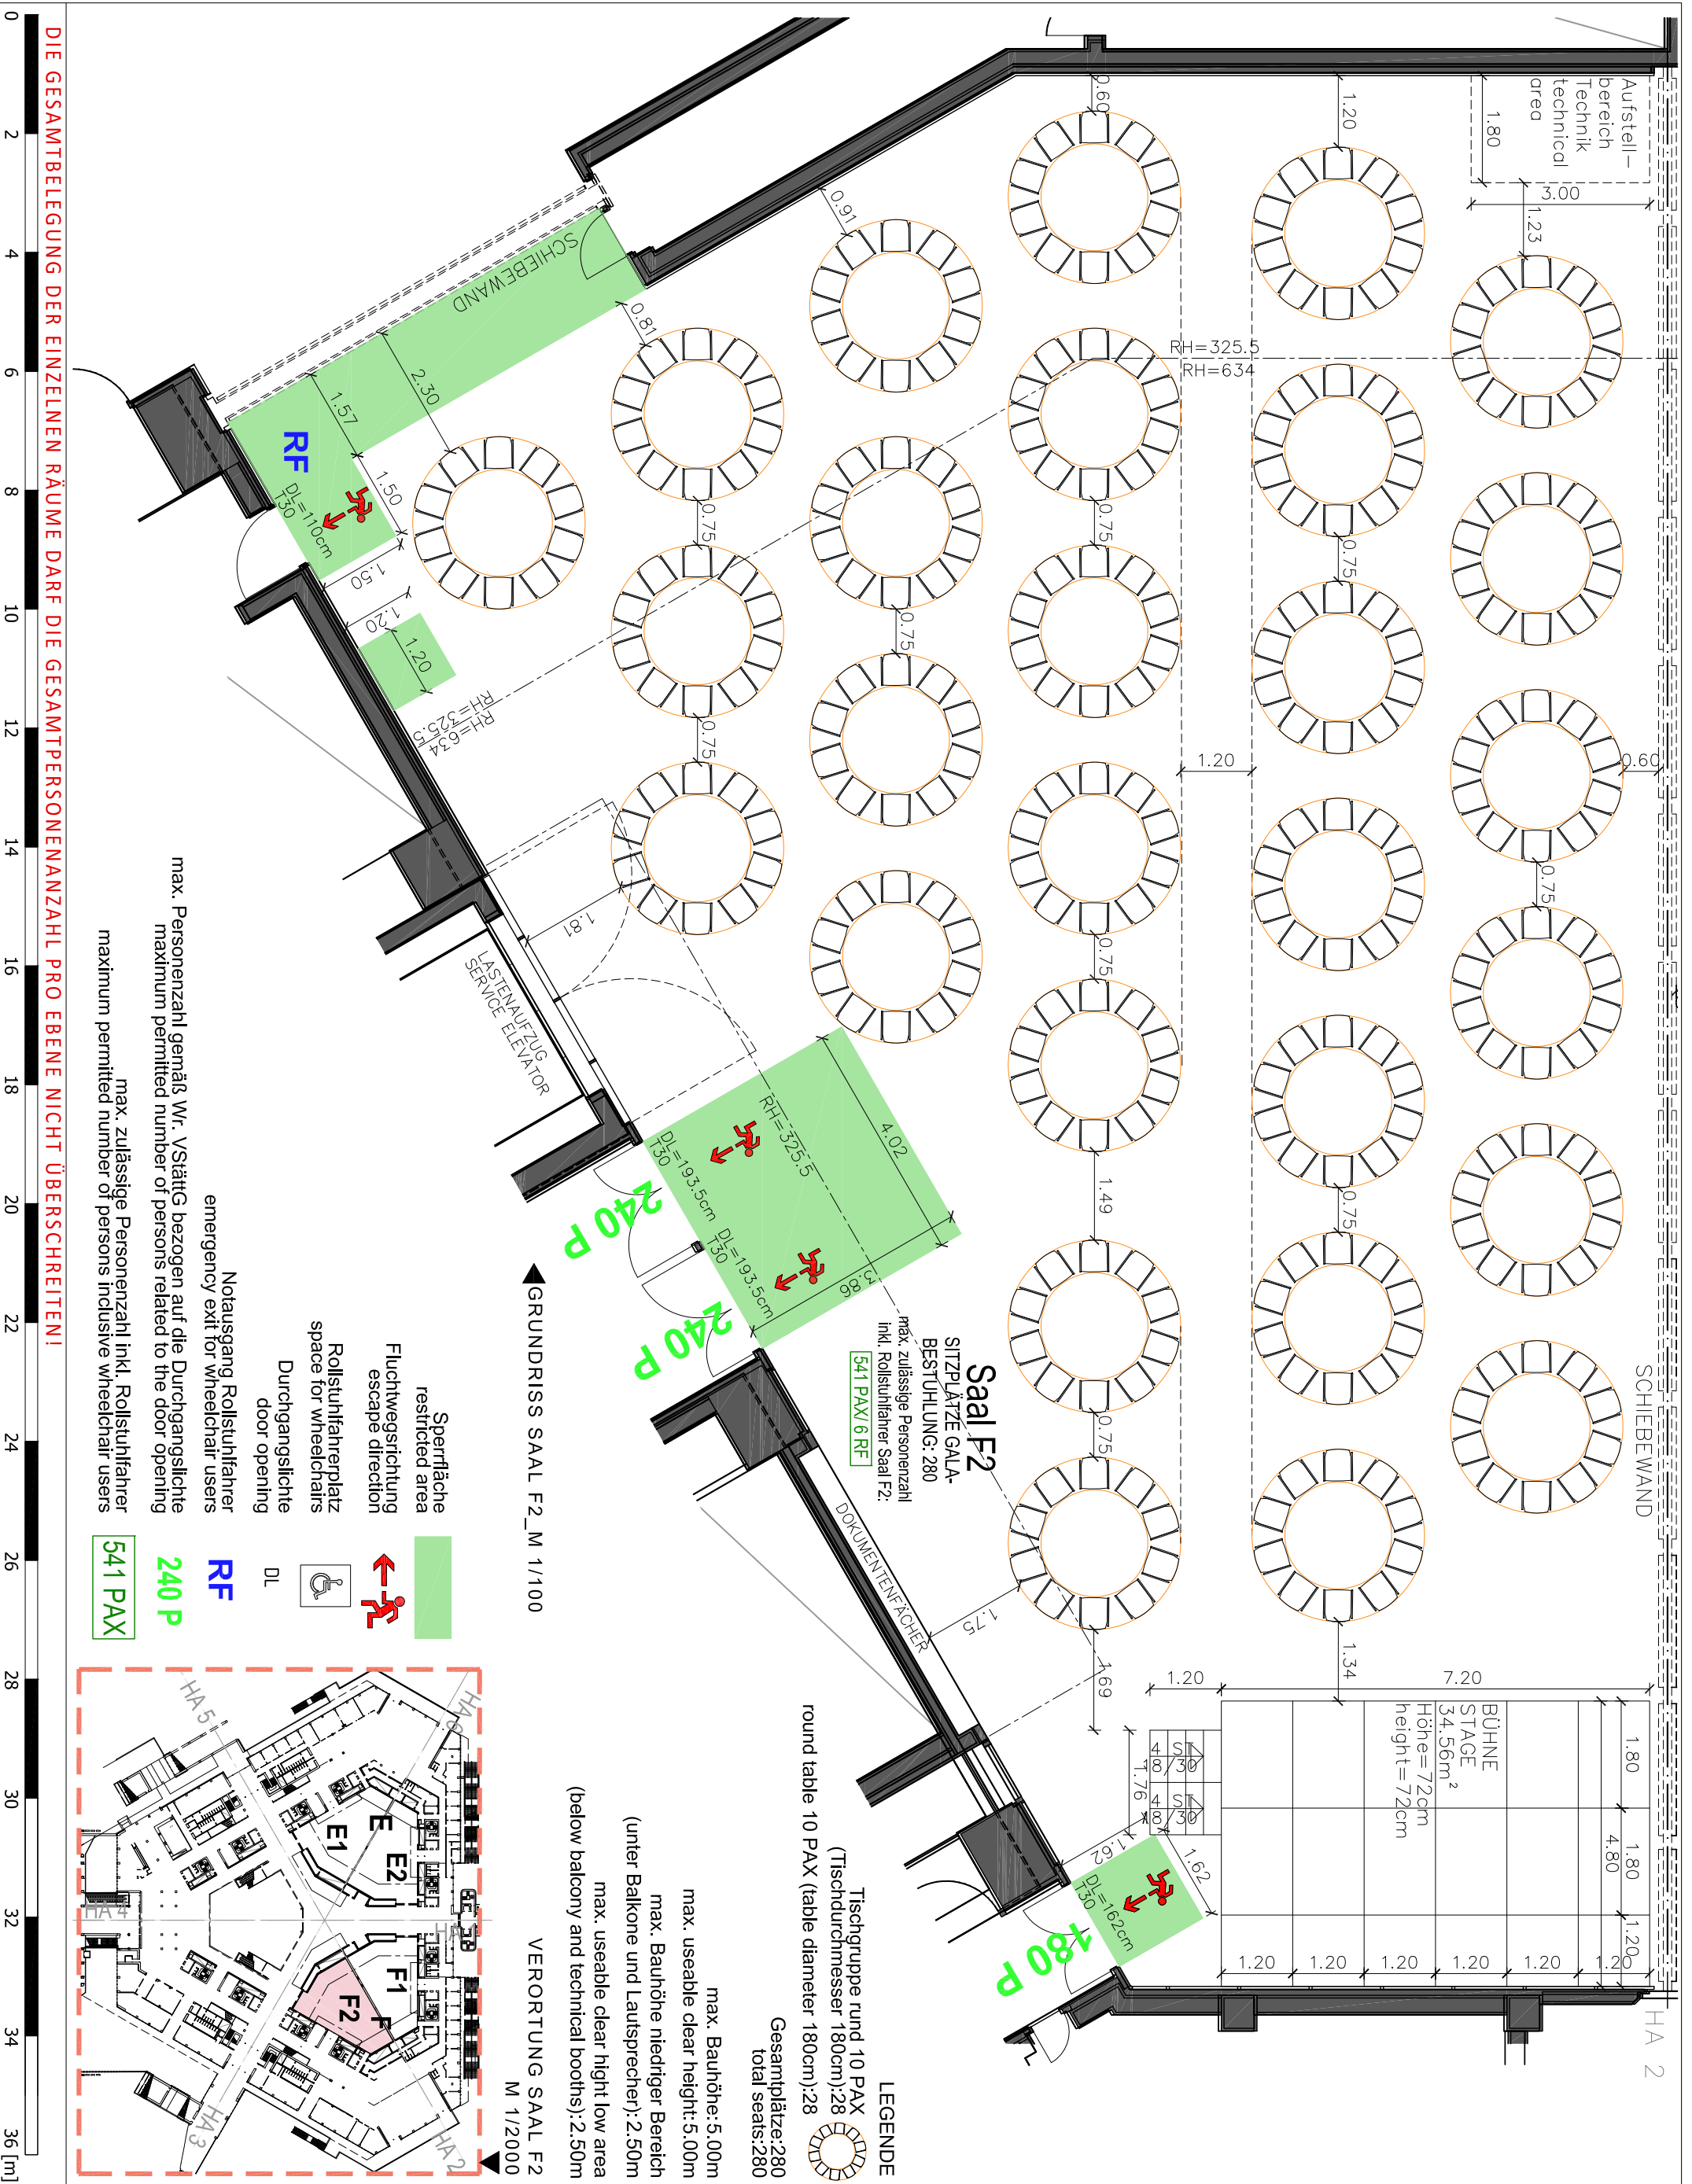 Aufstell-
bereich
Technik
technical
area
1.80
3.00
1.23
0.60
1.20
0.91
0.81
SCHIEBEWAND
2.30
1.57
1.50
1.50
RF
DL=110cm
T30
1.20
1.20
RH=634
RH=325.5
RH=325.5
RH=634
0.75
0.75
0.75
0.75
0.75
0.75
0.75
0.75
0.75
1.20
0.60
1.81
LASTENAUFZUG
SERVICE ELEVATOR
1.49
RH=325.5
4.02
3.86
DL=193.5cm
T30
DL=193.5cm
T30
240 P
240 P
Saal F2
SITZPLÄTZE GALA-
BESTUHLUNG: 280
max. zulässige Personenzahl
inkl. Rollstuhlfahrer Saal F2:
541 PAX/ 6 RF
SCHIEBEWAND
DOKUMENTENFÄCHER
1.75
1.69
1.34
1.20
7.20
BÜHNE
STAGE
34.56m²
Höhe=72cm
height=72cm
1.80
1.80
4.80
1.20
1.20
1.20
1.20
1.20
1.20
1.20
ST
48/30
ST
48/30
1.76
1.62
1.62
DL=162cm
T30
180 P
HA 2
GRUNDRISS SAAL F2_M 1/100
Sperrfläche
restricted area
Fluchtwegsrichtung
escape direction
Rollstuhlfahrerplatz
space for wheelchairs
Durchgangslichte
door opening
DL
Notausgang Rollstuhlfahrer
emergency exit for wheelchair users
RF
max. Personenzahl gemäß Wr. VStättG bezogen auf die Durchgangslichte
maximum permitted number of persons related to the door opening
240 P
max. zulässige Personenzahl inkl. Rollstuhlfahrer
maximum permitted number of persons inclusive wheelchair users
541 PAX
LEGENDE
Tischgruppe rund 10 PAX
(Tischdurchmesser 180cm):28
round table 10 PAX (table diameter 180cm):28
Gesamtplätze:280
total seats:280
max. Bauhöhe:5.00m
max. useable clear height:5.00m
max. Bauhöhe niedriger Bereich
(unter Balkone und Lautsprecher):2.50m
max. useable clear hight low area
(below balcony and technical booths):2.50m
VERORTUNG SAAL F2
M 1/2000
HA 5
HA 6
HA 4
HA 3
HA 2
E
E1
E2
F1
F
F2
DIE GESAMTBELEGUNG DER EINZELNEN RÄUME DARF DIE GESAMTPERSONENANZAHL PRO EBENE NICHT ÜBERSCHREITEN!
0 2 4 6 8 10 12 14 16 18 20 22 24 26 28 30 32 34 36 [m]